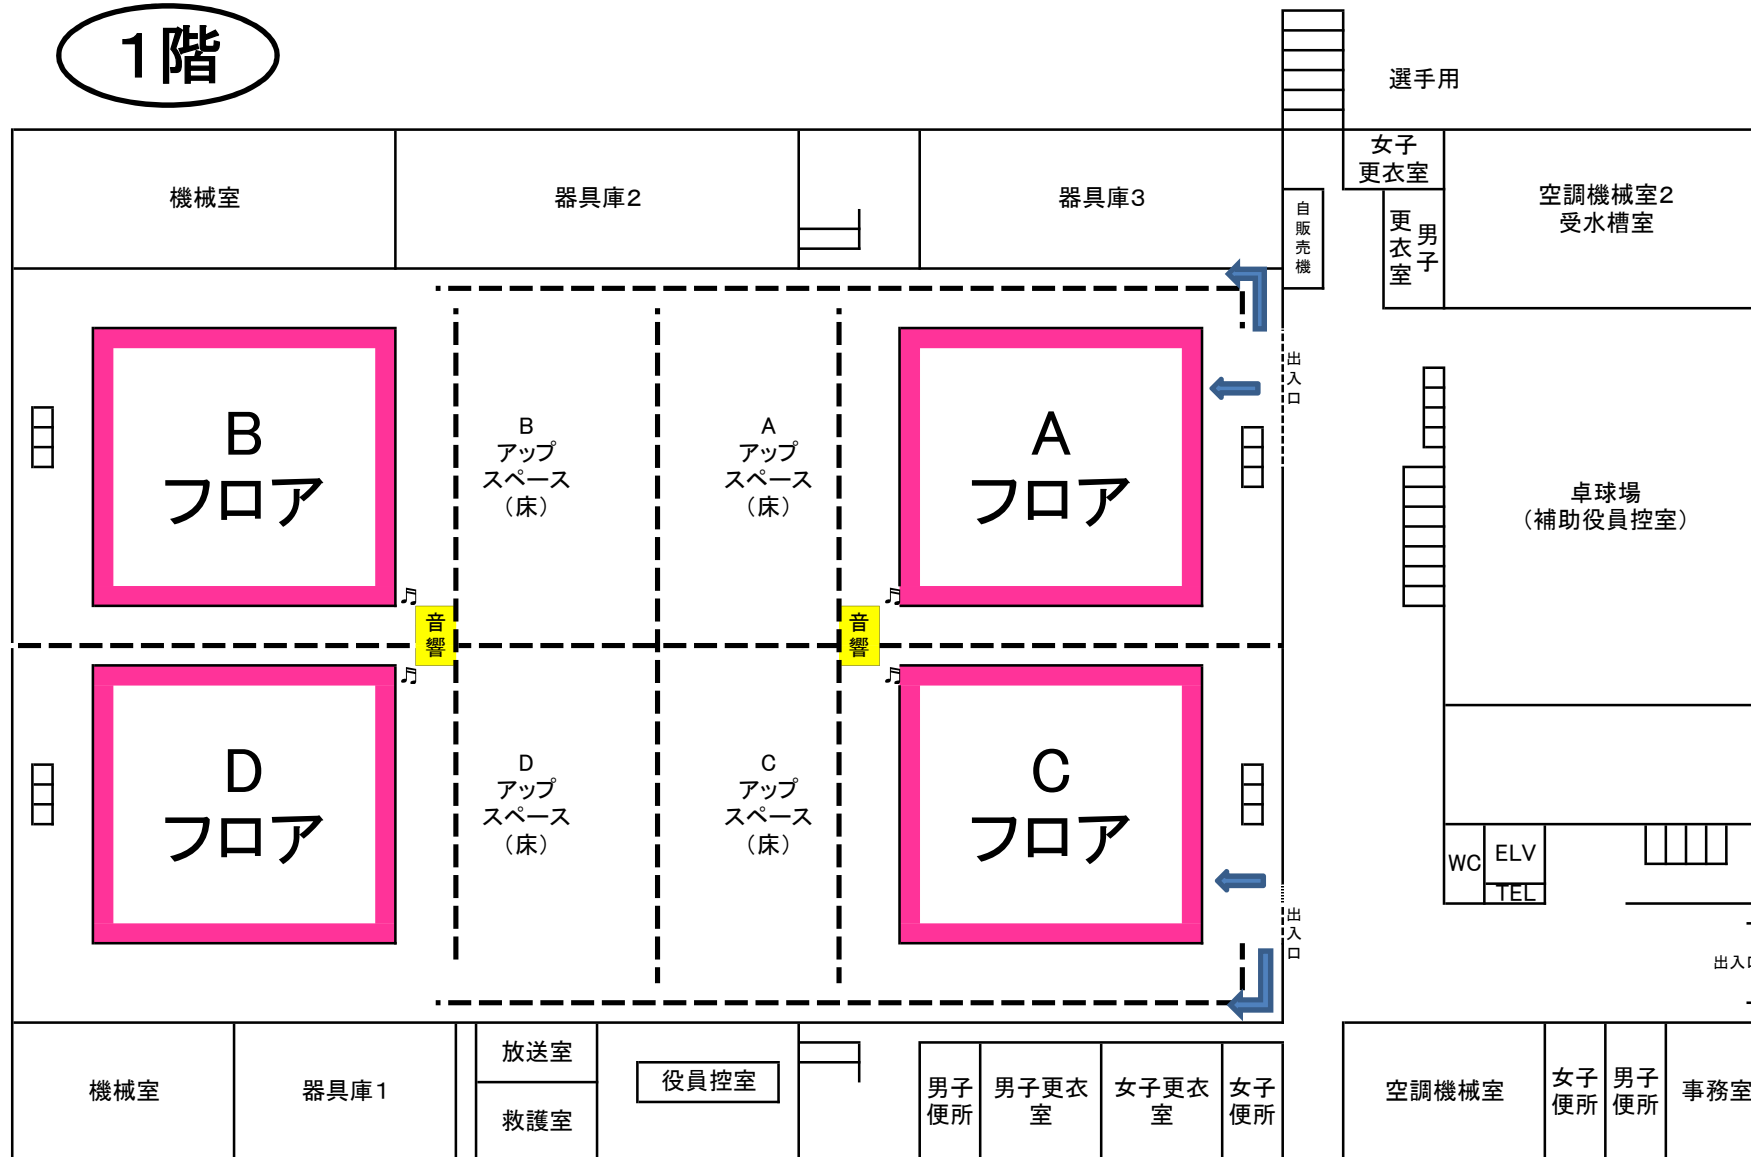 1階
選手用
機械室
器具庫2
器具庫3
自
販
売
機
女子
更衣室
更
衣
室
男
子
空調機械室2
受水槽室
B
フロア
B
アップ
スペース
（床）
A
アップ
スペース
（床）
A
フロア
出
入
口
卓球場
（補助役員控室）
♬
音
響
♬
♬
音
響
♬
D
フロア
D
アップ
スペース
（床）
C
アップ
スペース
（床）
C
フロア
出
入
口
WC
ELV
TEL
出入口
機械室
器具庫1
放送室
救護室
役員控室
男子
便所
男子更衣
室
女子更衣
室
女子
便所
空調機械室
女子
便所
男子
便所
事務室